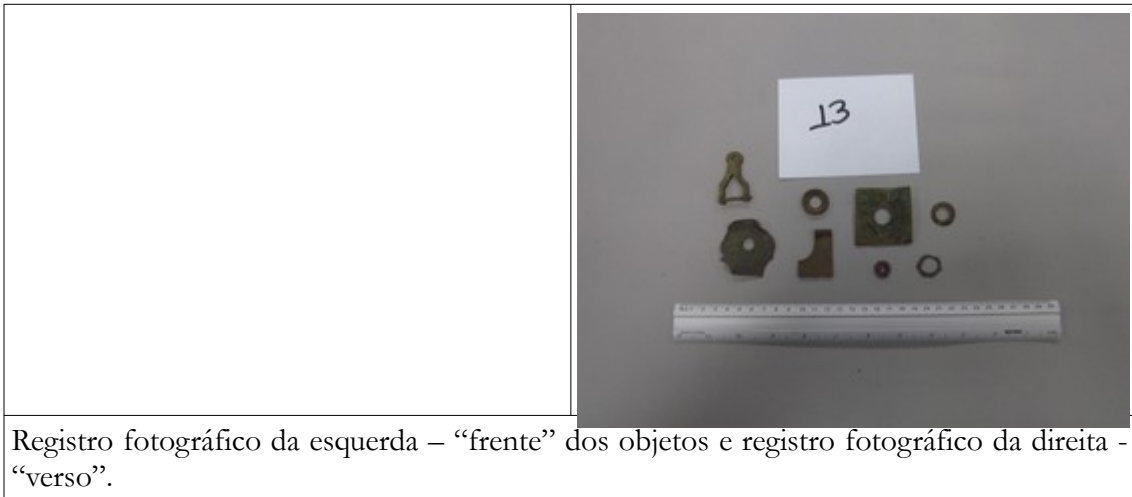 13
Registro fotográfico da esquerda – “frente” dos objetos e registro fotográfico da direita -
“verso”.